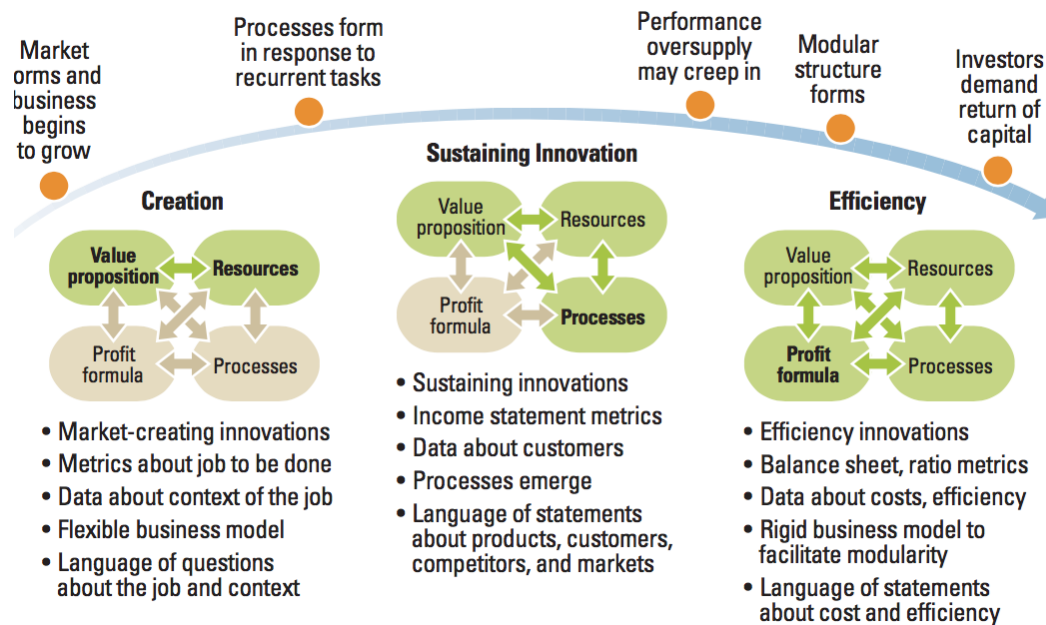 Market
orms and
business
begins
to grow
Processes form
in response to
recurrent tasks
Performance
oversupply
may creep in
Modular
structure
forms
Investors
demand
return of
capital
Creation
Value
proposition
Resources
Profit
formula
Processes
• Market-creating innovations
• Metrics about job to be done
• Data about context of the job
• Flexible business model
• Language of questions
about the job and context
Sustaining Innovation
Value
proposition
Resources
Profit
formula
Processes
• Sustaining innovations
• Income statement metrics
• Data about customers
• Processes emerge
• Language of statements
about products, customers,
competitors, and markets
Efficiency
Value
proposition
Resources
Profit
formula
Processes
• Efficiency innovations
• Balance sheet, ratio metrics
• Data about costs, efficiency
• Rigid business model to
facilitate modularity
• Language of statements
about cost and efficiency